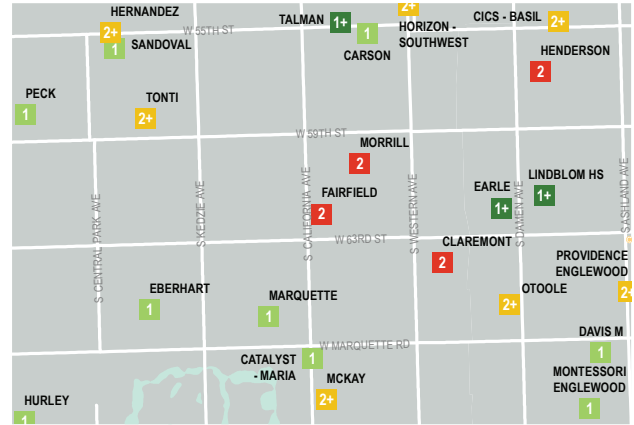 HERNANDEZ
2+
1
SANDOVAL
W 55TH ST
TALMAN
1+
1
CARSON
2+
HORIZON -
SOUTHWEST
CICS - BASIL
2+
HENDERSON
2
PECK
1
TONTI
2+
W 59TH ST
MORRILL
2
FAIRFIELD
2
EARLE
1+
LINDBLOM HS
1+
S CENTRAL PARK AVE
S KEDZIE AVE
S CALIFORNIA AVE
S WESTERN AVE
S DAMEN AVE
S ASHLAND AVE
W 63RD ST
CLAREMONT
2
PROVIDENCE
ENGLEWOOD
2+
OTOOLE
2+
EBERHART
1
MARQUETTE
1
W MARQUETTE RD
DAVIS M
1
CATALYST
- MARIA
1
MCKAY
2+
MONTESSORI
ENGLEWOOD
1
HURLEY
1